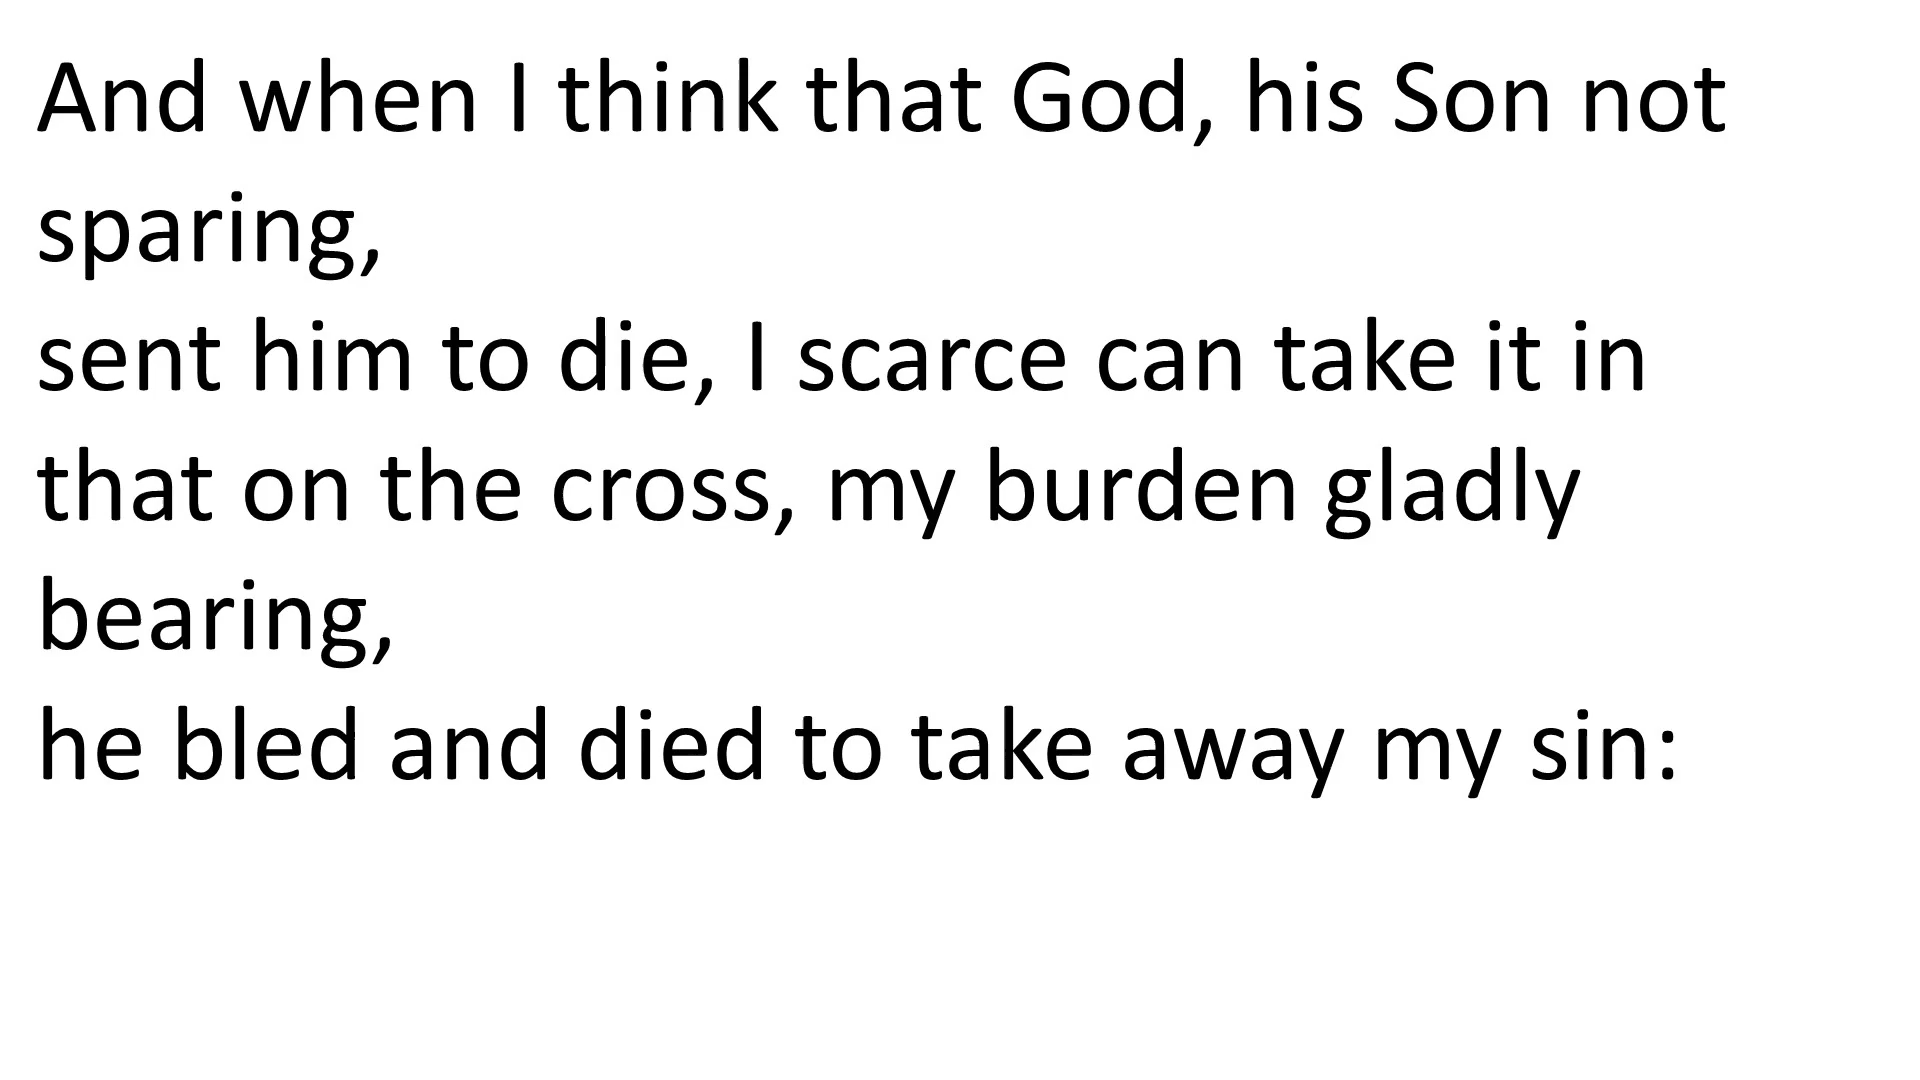 And when I think that God, his Son not
sparing,
sent him to die, I scarce can take it in
that on the cross, my burden gladly
bearing,
he bled and died to take away my sin: